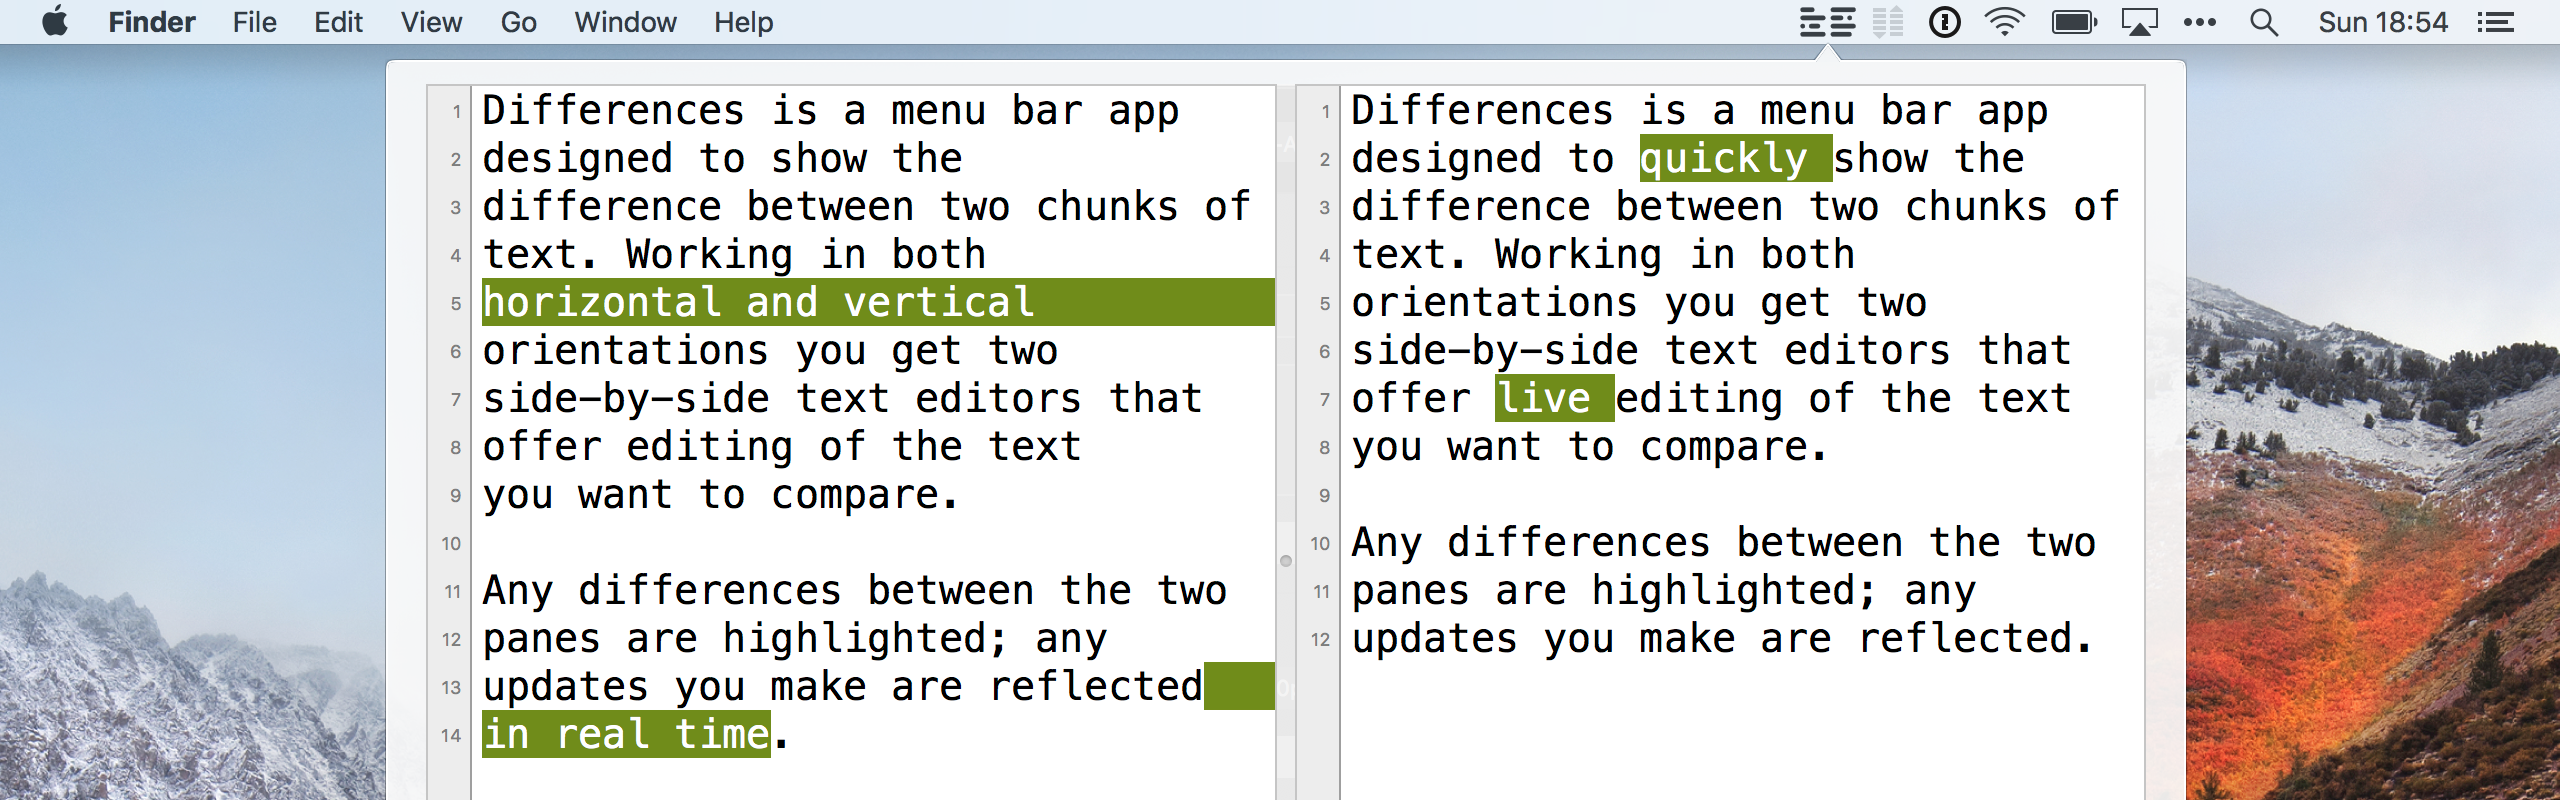 Finder File Edit View Go Window Help Sun 18:54
1 Differences is a menu bar app
2 designed to show the
3 difference between two chunks of
4 text. Working in both
5 horizontal and vertical
6 orientations you get two
7 side-by-side text editors that
8 offer editing of the text
9 you want to compare.
10
11 Any differences between the two
12 panes are highlighted; any
13 updates you make are reflected
14 in real time.
1 Differences is a menu bar app
2 designed to quickly show the
3 difference between two chunks of
4 text. Working in both
5 orientations you get two
6 side-by-side text editors that
7 offer live editing of the text
8 you want to compare.
9
10 Any differences between the two
11 panes are highlighted; any
12 updates you make are reflected.